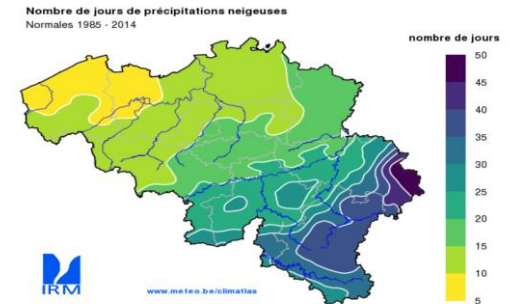 Nombre de jours de précipitations neigeuses
Normales 1985 - 2014
nombre de jours
50
45
40
35
30
25
20
15
10
5
IRM
www.meteo.be/climatlas